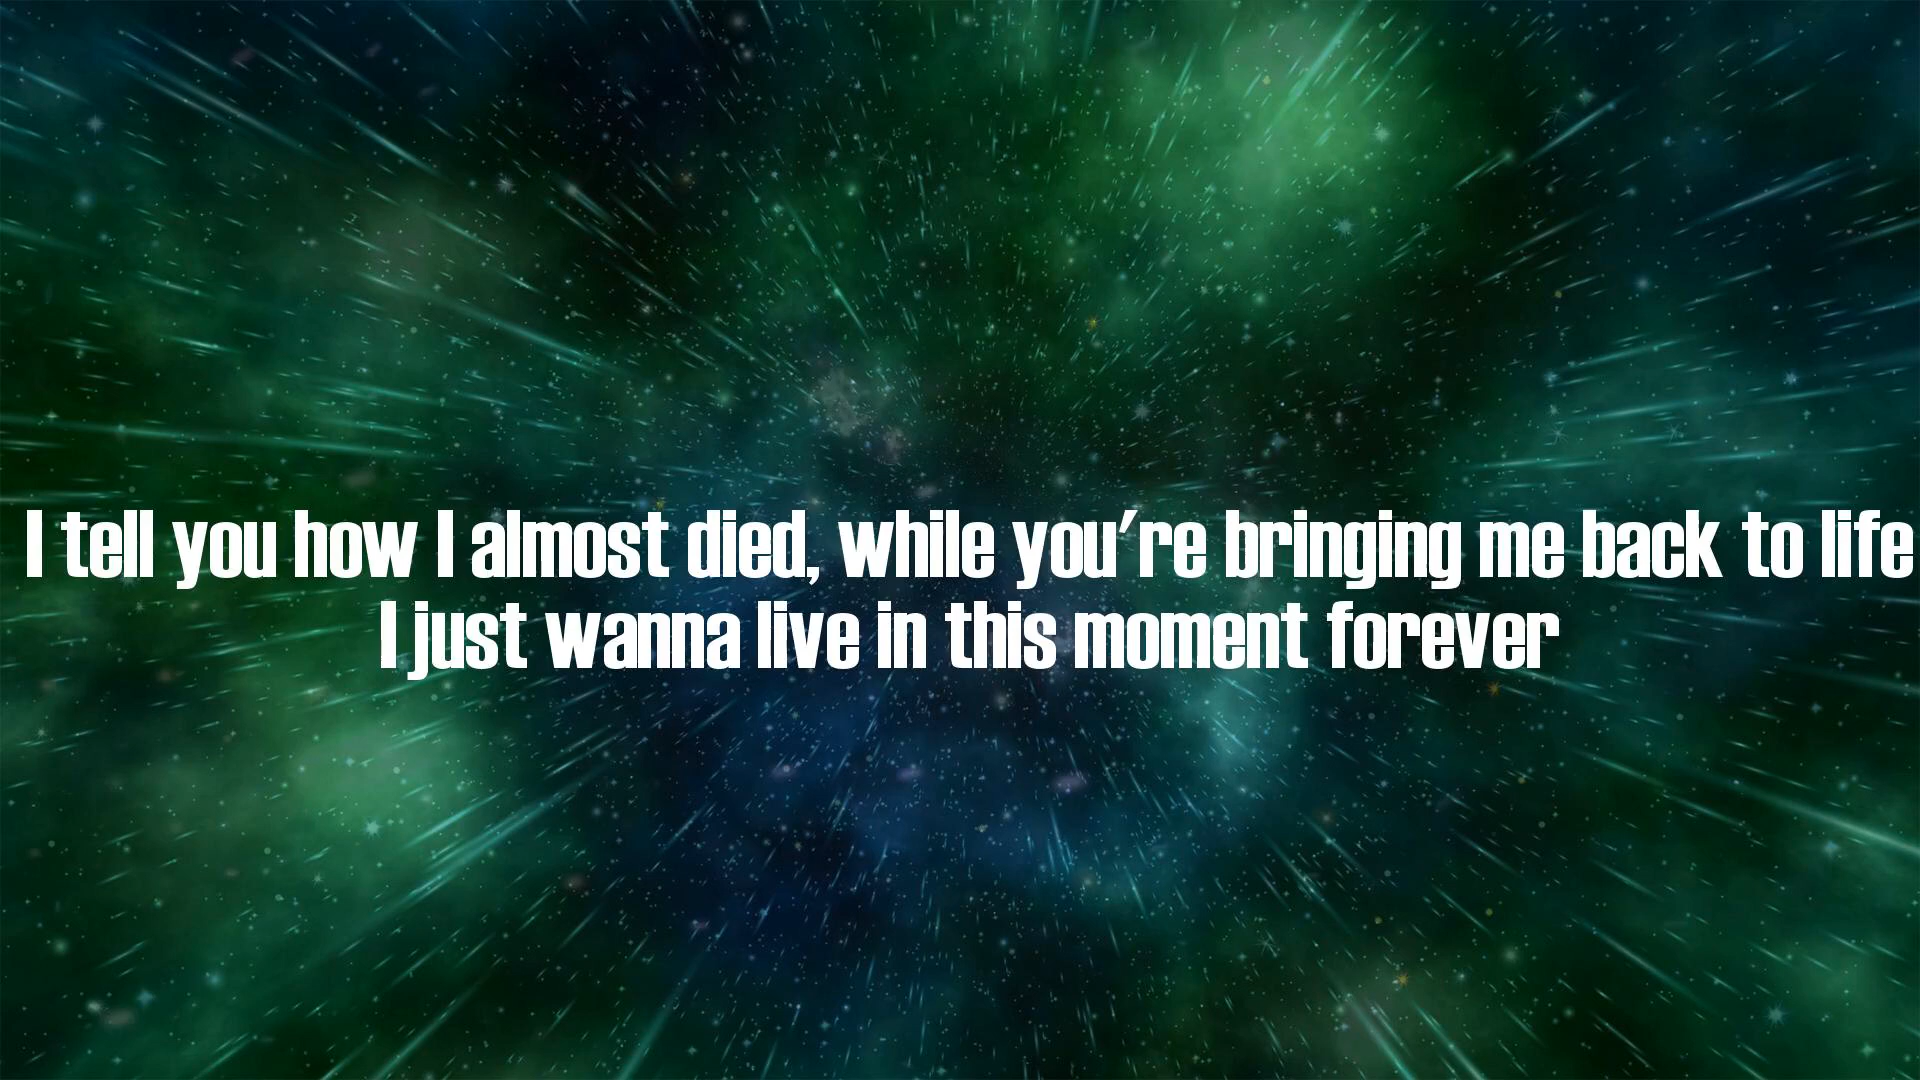 I tell you how I almost died, while you're bringing me back to life
I just wanna live in this moment forever